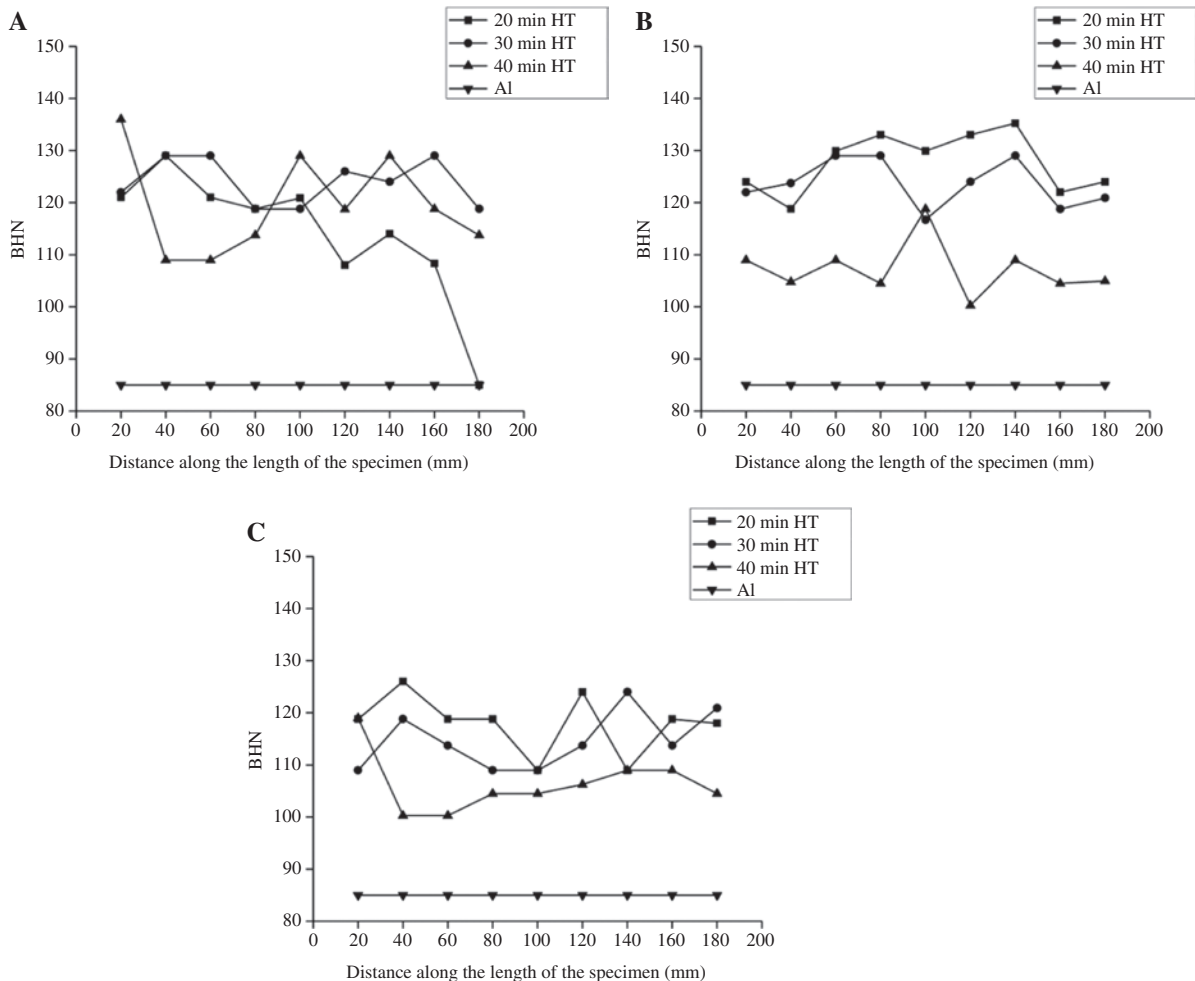 A
20 min HT
30 min HT
40 min HT
Al
150
140
130
120
110
100
90
80
BHN
0 20 40 60 80 100 120 140 160 180 200
Distance along the length of the specimen (mm)
B
20 min HT
30 min HT
40 min HT
Al
150
140
130
120
110
100
90
80
BHN
0 20 40 60 80 100 120 140 160 180 200
Distance along the length of the specimen (mm)
C
20 min HT
30 min HT
40 min HT
Al
150
140
130
120
110
100
90
80
BHN
0 20 40 60 80 100 120 140 160 180 200
Distance along the length of the specimen (mm)